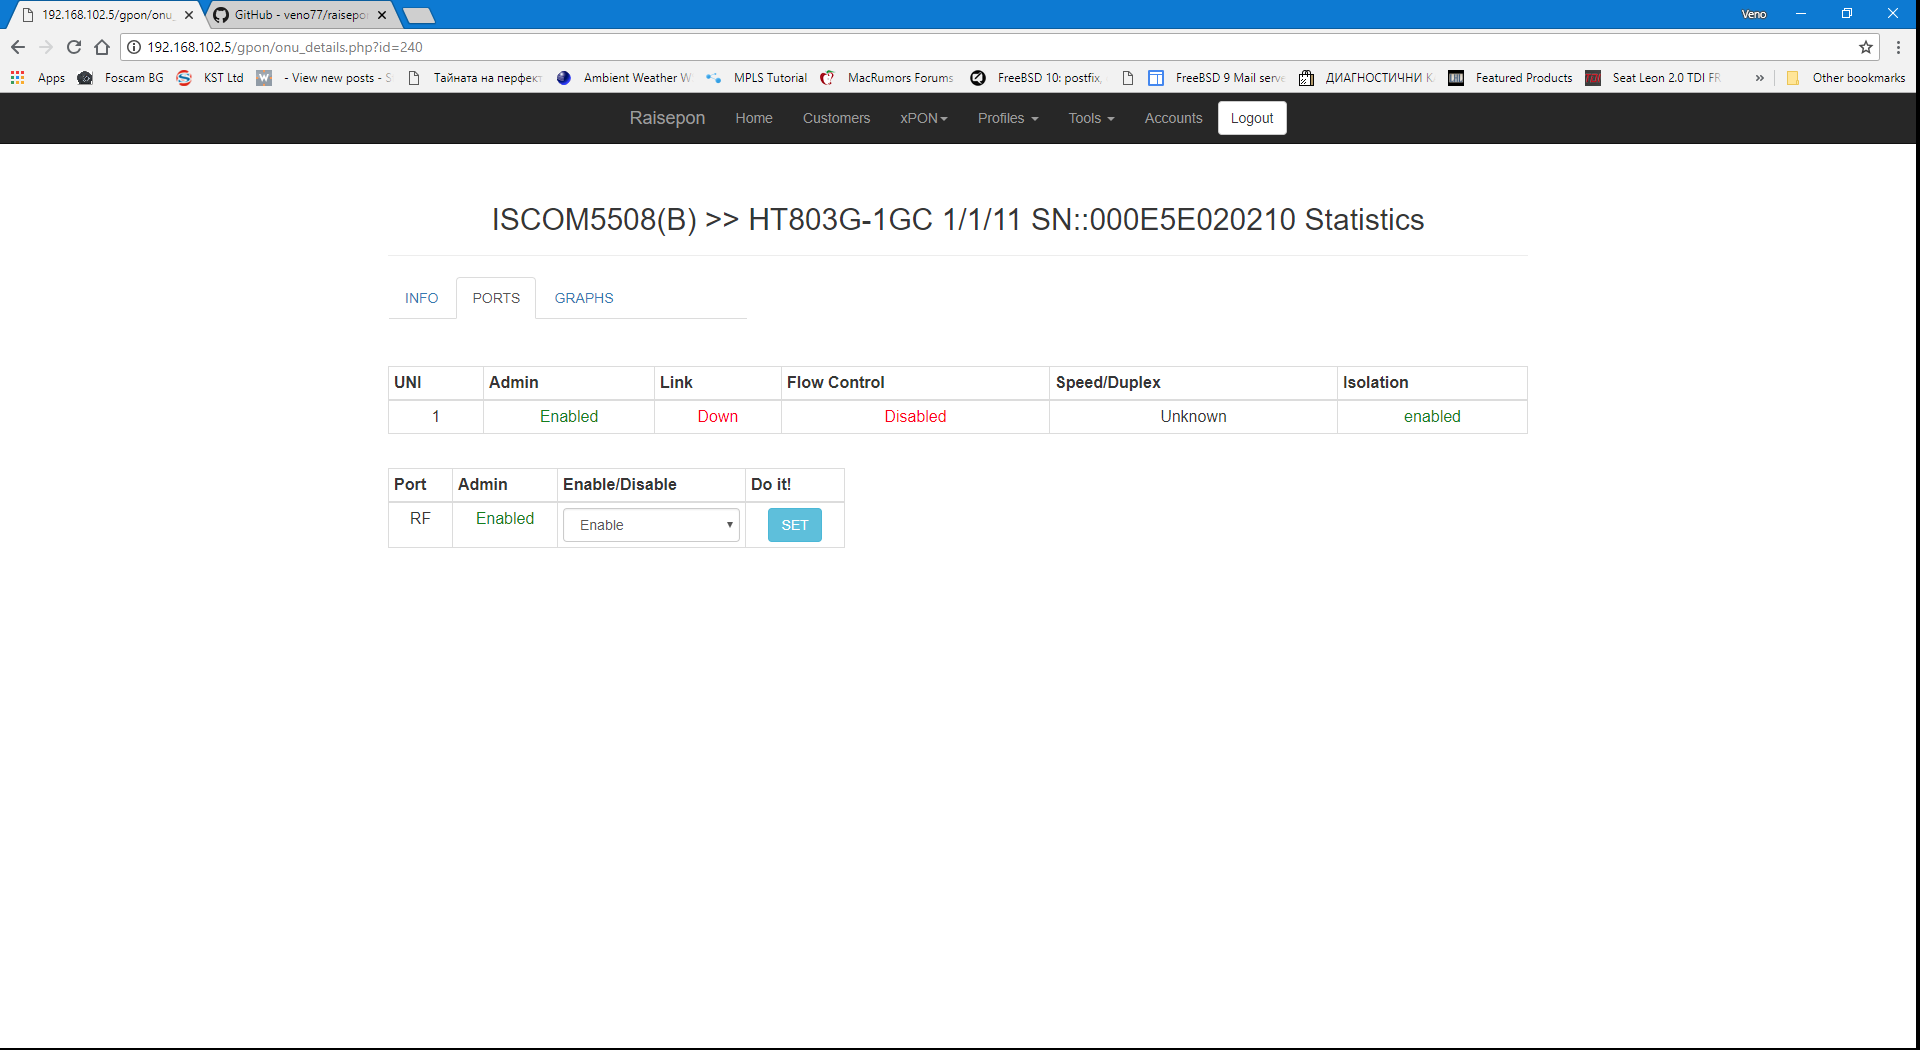 192.168.102.5/gpon/onu_
GitHub - veno77/raisepon
Veno
192.168.102.5/gpon/onu_details.php?id=240
Apps
Foscam BG
KST Ltd
- View new posts - S
Тайната на перфект
Ambient Weather W
MPLS Tutorial
MacRumors Forums
FreeBSD 10: postfix,
FreeBSD 9 Mail serve
ДИАГНОСТИЧНИ К
Featured Products
Seat Leon 2.0 TDI FR
»
Other bookmarks
Raisepon Home Customers xPON Profiles Tools Accounts Logout
ISCOM5508(B) >> HT803G-1GC 1/1/11 SN::000E5E020210 Statistics
INFO PORTS GRAPHS
UNI Admin Link Flow Control Speed/Duplex Isolation
1 Enabled Down Disabled Unknown enabled
Port Admin Enable/Disable Do it!
RF Enabled Enable SET